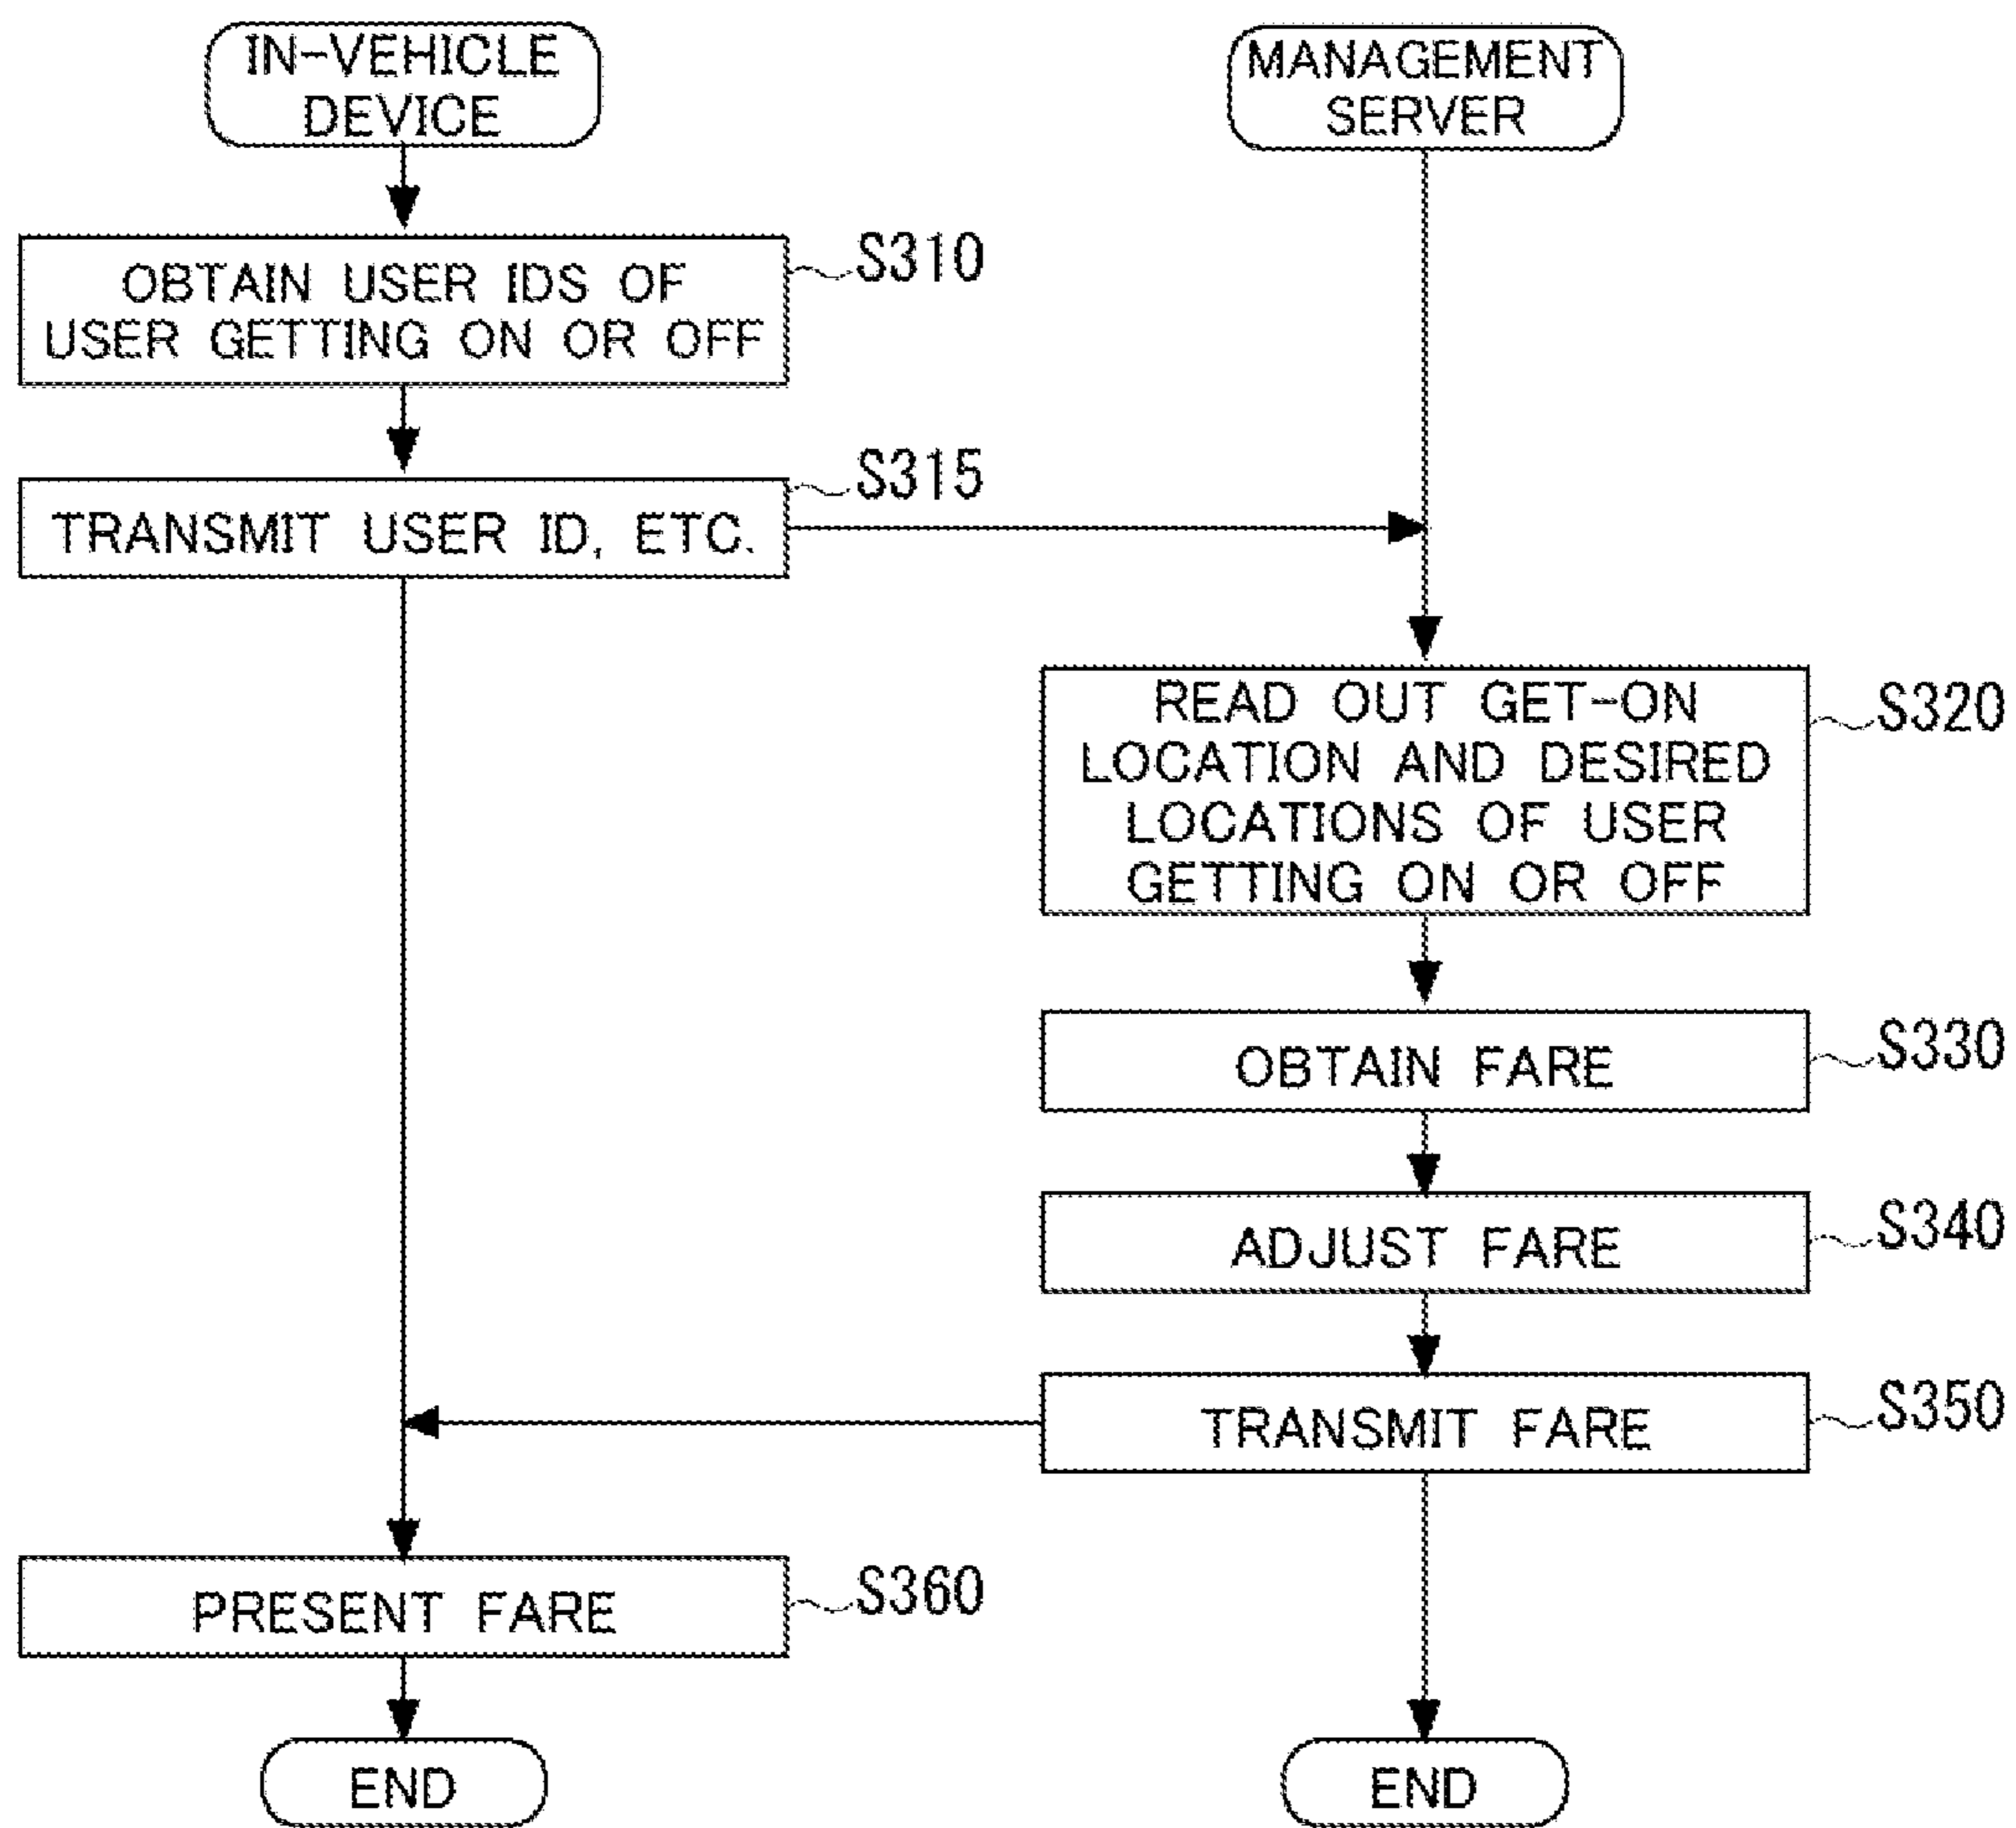 IN-VEHICLE
DEVICE
MANAGEMENT
SERVER
OBTAIN USER IDS OF
USER GETTING ON OR OFF
S310
TRANSMIT USER ID, ETC.
S315
READ OUT GET-ON
LOCATION AND DESIRED
LOCATIONS OF USER
GETTING ON OR OFF
S320
OBTAIN FARE
S330
ADJUST FARE
S340
TRANSMIT FARE
S350
PRESENT FARE
S360
END
END